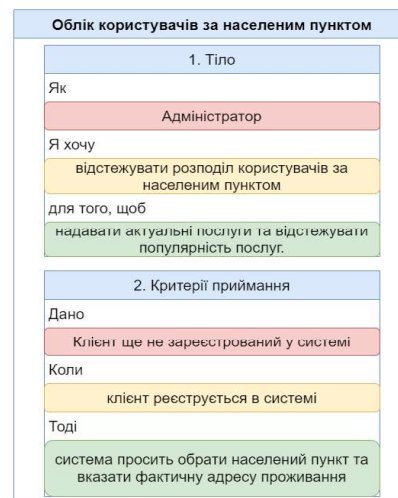 Облік користувачів за населеним пунктом
1. Тіло
Як
Адміністратор
Я хочу
відстежувати розподіл користувачів за
населеним пунктом
для того, щоб
надавати актуальні послуги та відстежувати
популярність послуг.
2. Критерії приймання
Дано
Клієнт ще не зареєстрований у системі
Коли
клієнт реєструється в системі
Тоді
система просить обрати населений пункт та
вказати фактичну адресу проживання